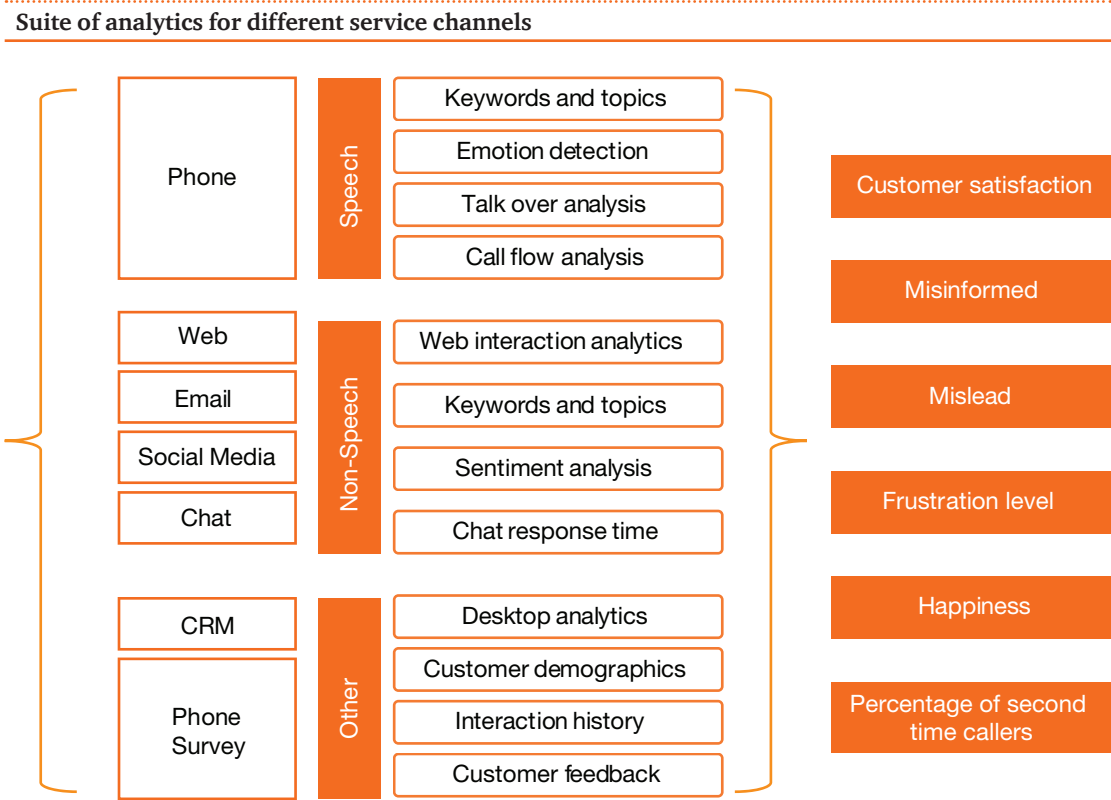 Suite of analytics for different service channels
Phone
Speech
Keywords and topics
Emotion detection
Talk over analysis
Call flow analysis
Web
Email
Social Media
Chat
Non-Speech
Web interaction analytics
Keywords and topics
Sentiment analysis
Chat response time
CRM
Phone
Survey
Other
Desktop analytics
Customer demographics
Interaction history
Customer feedback
Customer satisfaction
Misinformed
Mislead
Frustration level
Happiness
Percentage of second
time callers